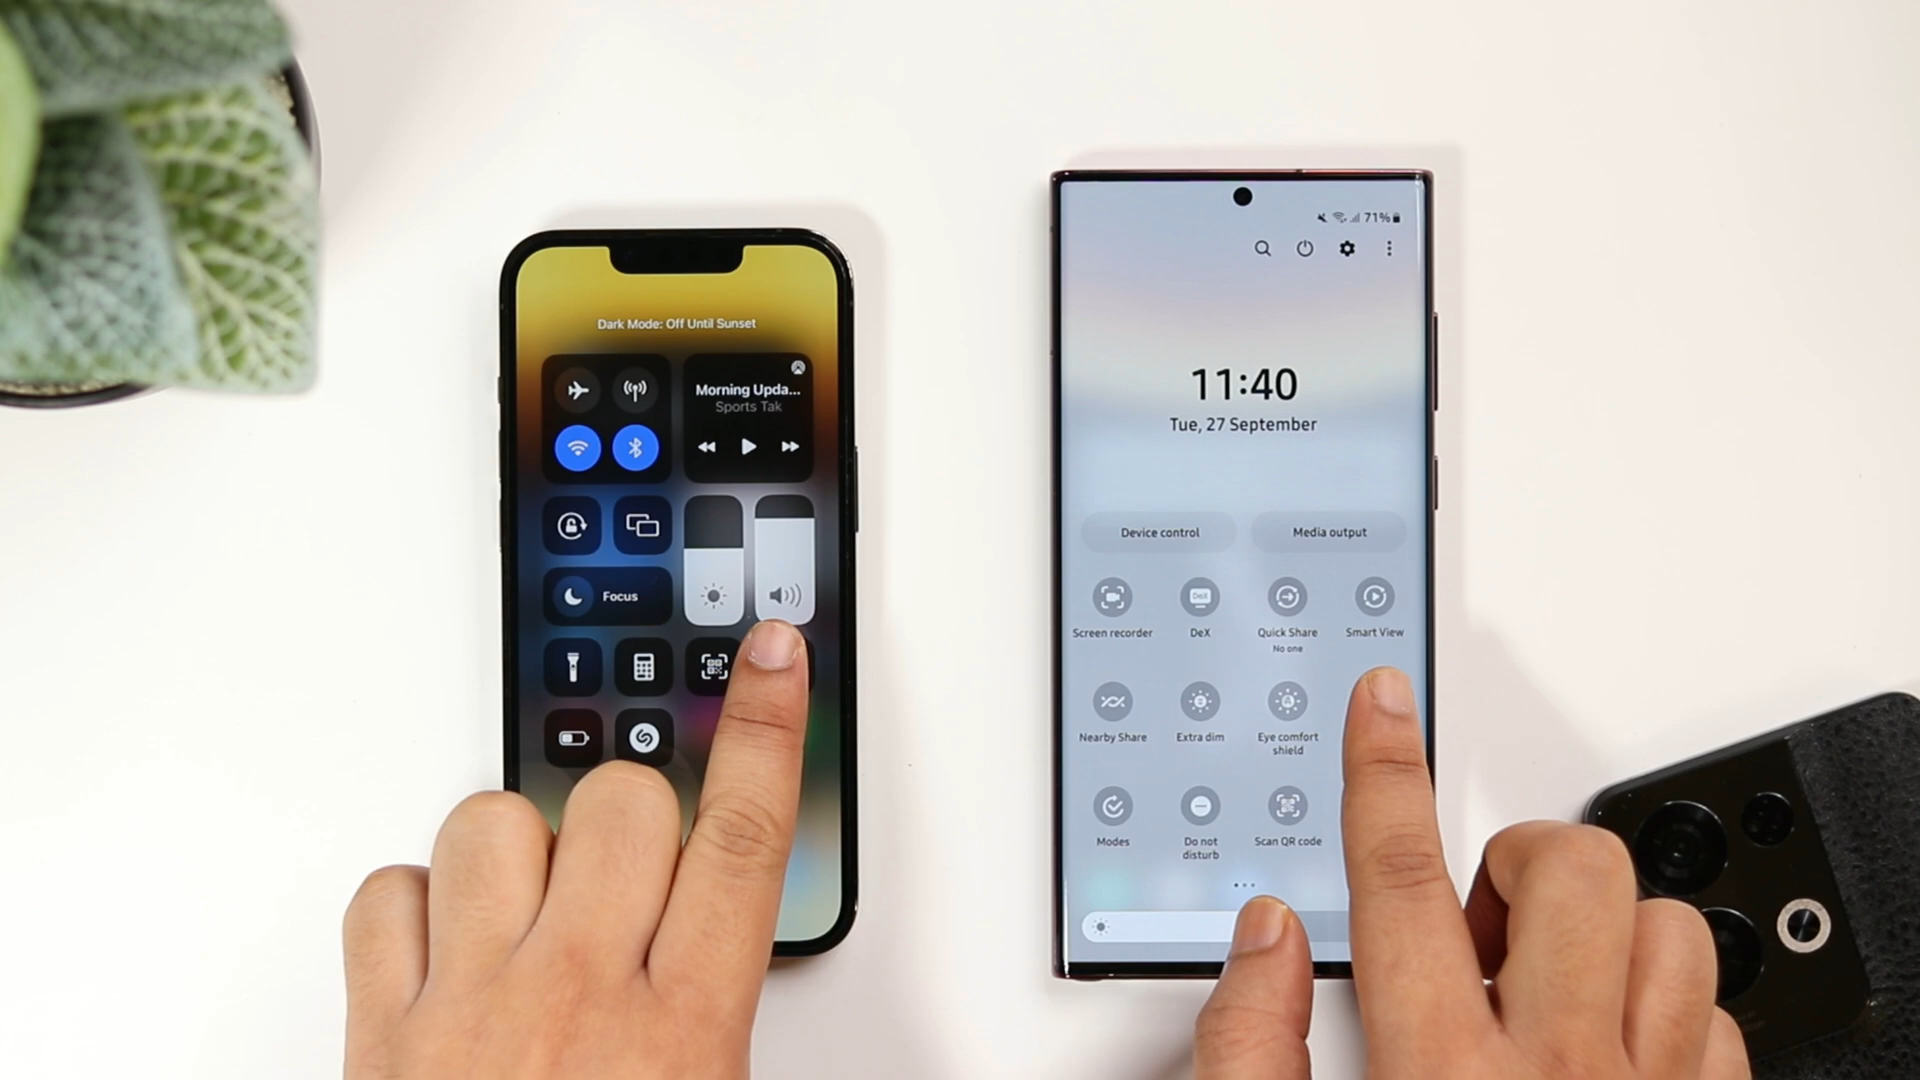 Dark Mode: Off Until Sunset
Morning Upda...
Sports Tak
Focus
71%
11:40
Tue, 27 September
Device control
Media output
Screen recorder
DeX
DeX
Quick Share
No one
Smart View
Nearby Share
Extra dim
Eye comfort
shield
Modes
Do not
disturb
Scan QR code